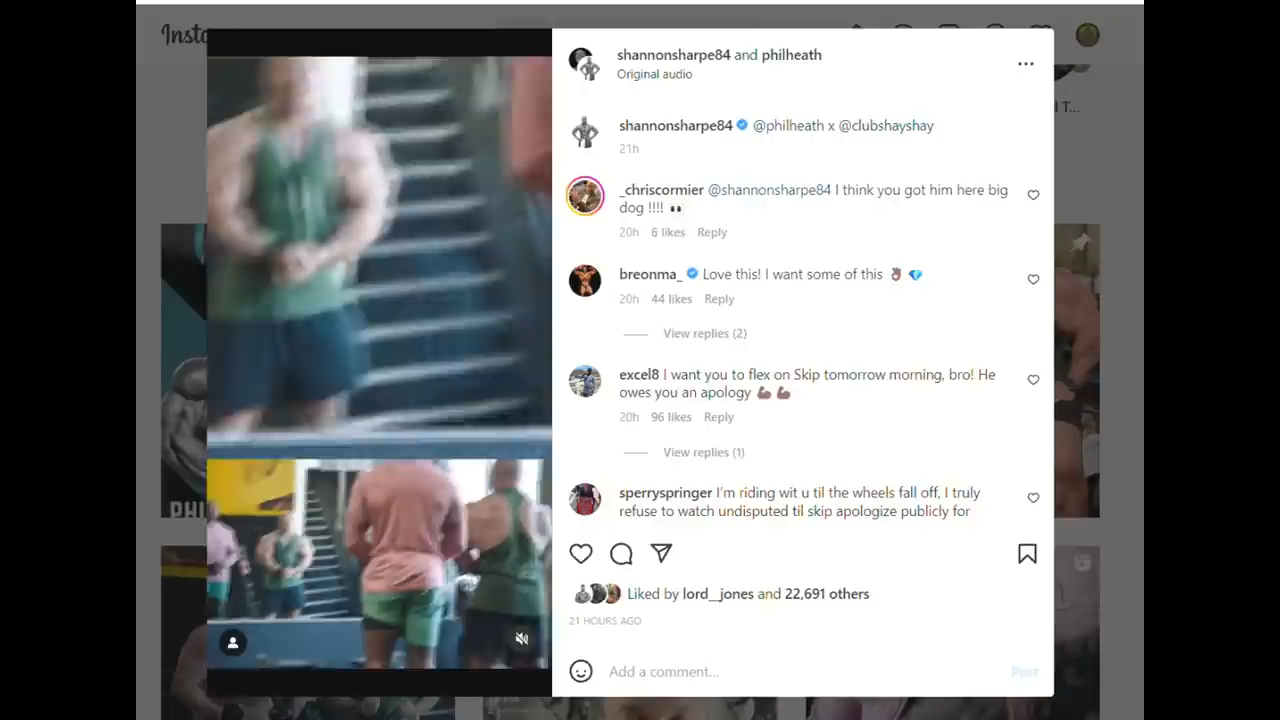 Insta
shannonsharpe84 and philheath
Original audio
shannonsharpe84 @philheath x @clubshayshay
21h
_chriscormier @shannonsharpe84 I think you got him here big
dog !!!! 👀
20h 6 likes Reply
breonma_ Love this! I want some of this 👌🏾 💎
20h 44 likes Reply
View replies (2)
excel8 I want you to flex on Skip tomorrow morning, bro! He
owes you an apology 💪🏾 💪🏾
20h 96 likes Reply
View replies (1)
sperryspringer I'm riding wit u til the wheels fall off, I truly
refuse to watch undisputed til skip apologize publicly for
Liked by lord__jones and 22,691 others
21 HOURS AGO
Add a comment...
Post
PHI
l T...